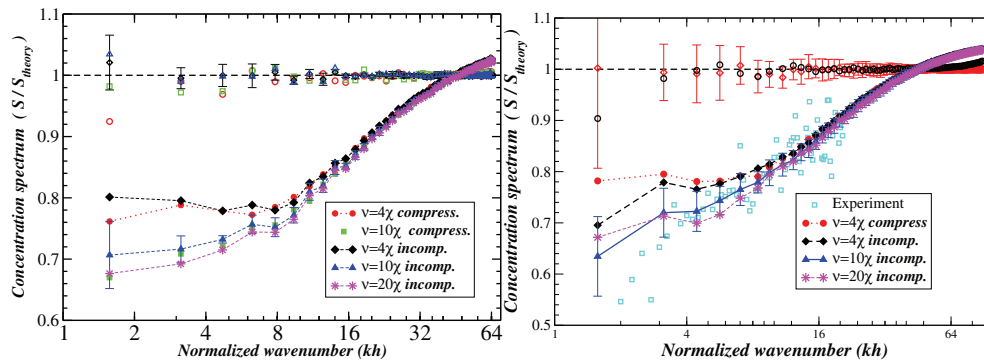 1.1
1
0.9
0.8
0.7
0.6
Concentration spectrum ( S / S theory )
ν=4χ compress.
ν=10χ compress.
ν=4χ incomp.
ν=10χ incomp.
ν=20χ incomp.
1 2 4 8 16 32 64
Normalized wavenumber (kh)
1.1
1
0.9
0.8
0.7
0.6
0.5
Concentration spectrum ( S / S theory )
Experiment
ν=4χ compress
ν=4χ incomp.
ν=10χ incomp.
ν=20χ incomp.
1 4 16 64
Normalized wavenumber (kh)